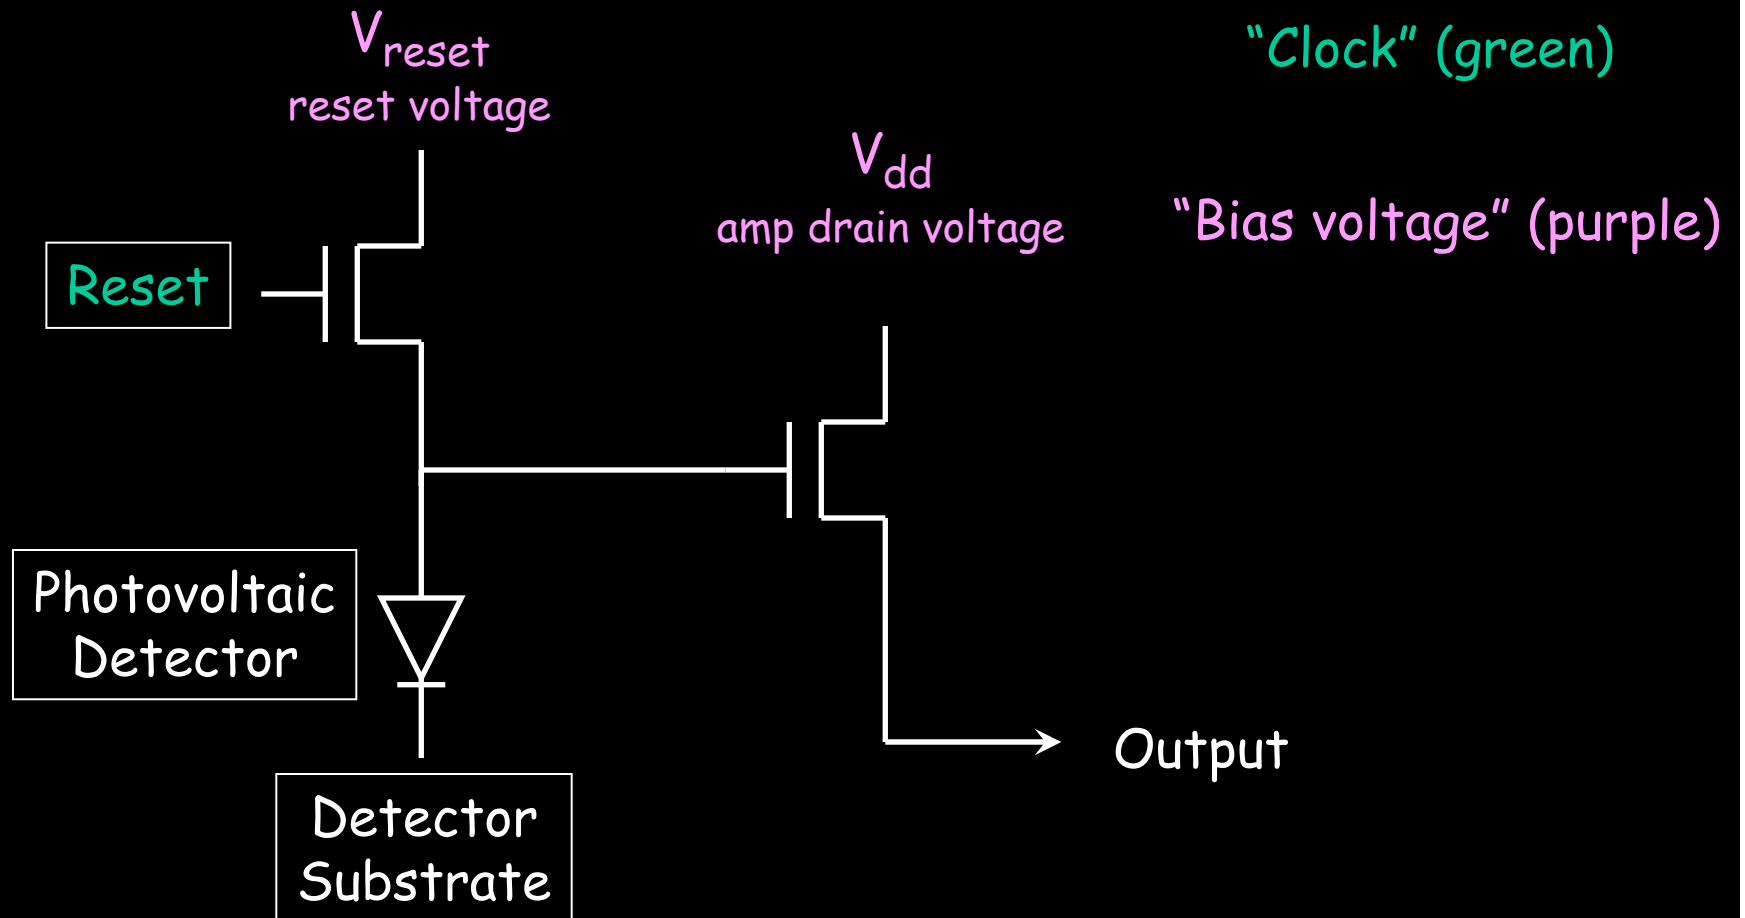 Vreset
reset voltage
“Clock” (green)
Vdd
amp drain voltage
“Bias voltage” (purple)
Reset
Photovoltaic
Detector
Output
Detector
Substrate